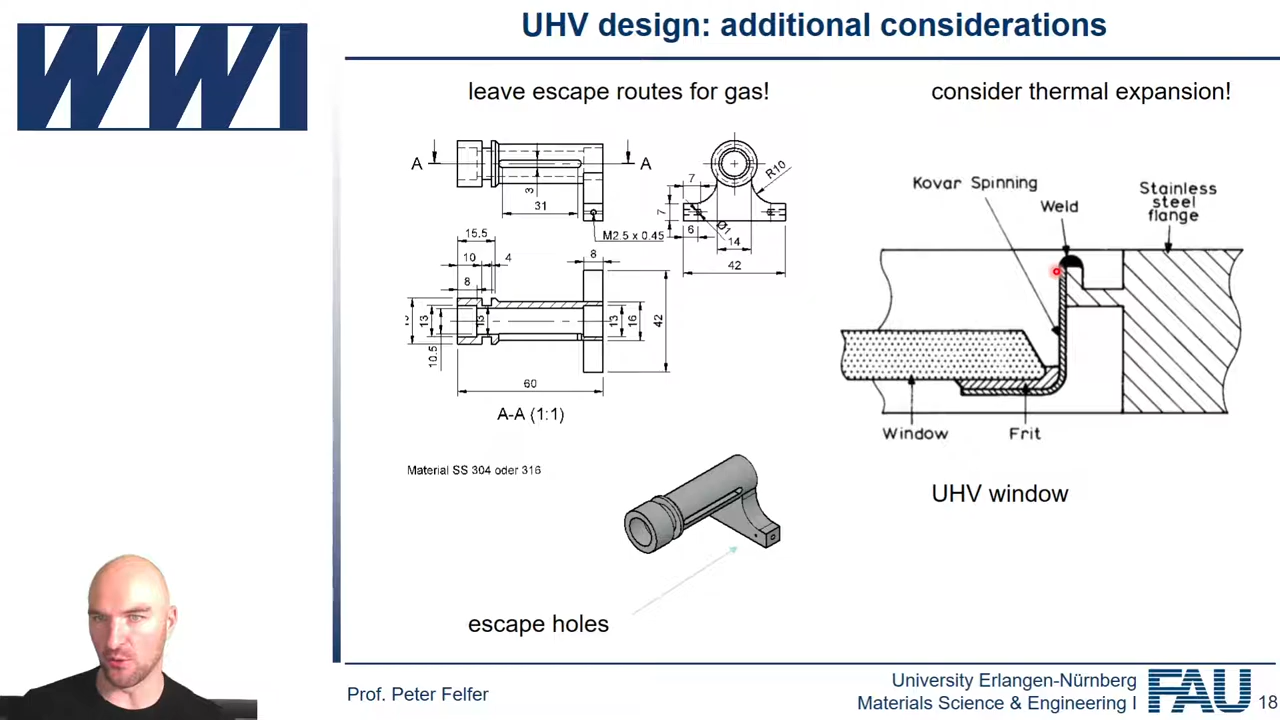 WWI
UHV design: additional considerations
leave escape routes for gas!
consider thermal expansion!
A
A
3
31
M2.5 x 0.45
7
R10
7
6
Ø1
14
42
15.5
10
4
8
8
13
13
10.5
13
16
42
60
A-A (1:1)
Material SS 304 oder 316
escape holes
Kovar Spinning
Weld
Stainless
steel
flange
Window
Frit
UHV window
Prof. Peter Felfer
University Erlangen-Nürnberg
Materials Science & Engineering I
FAU
18